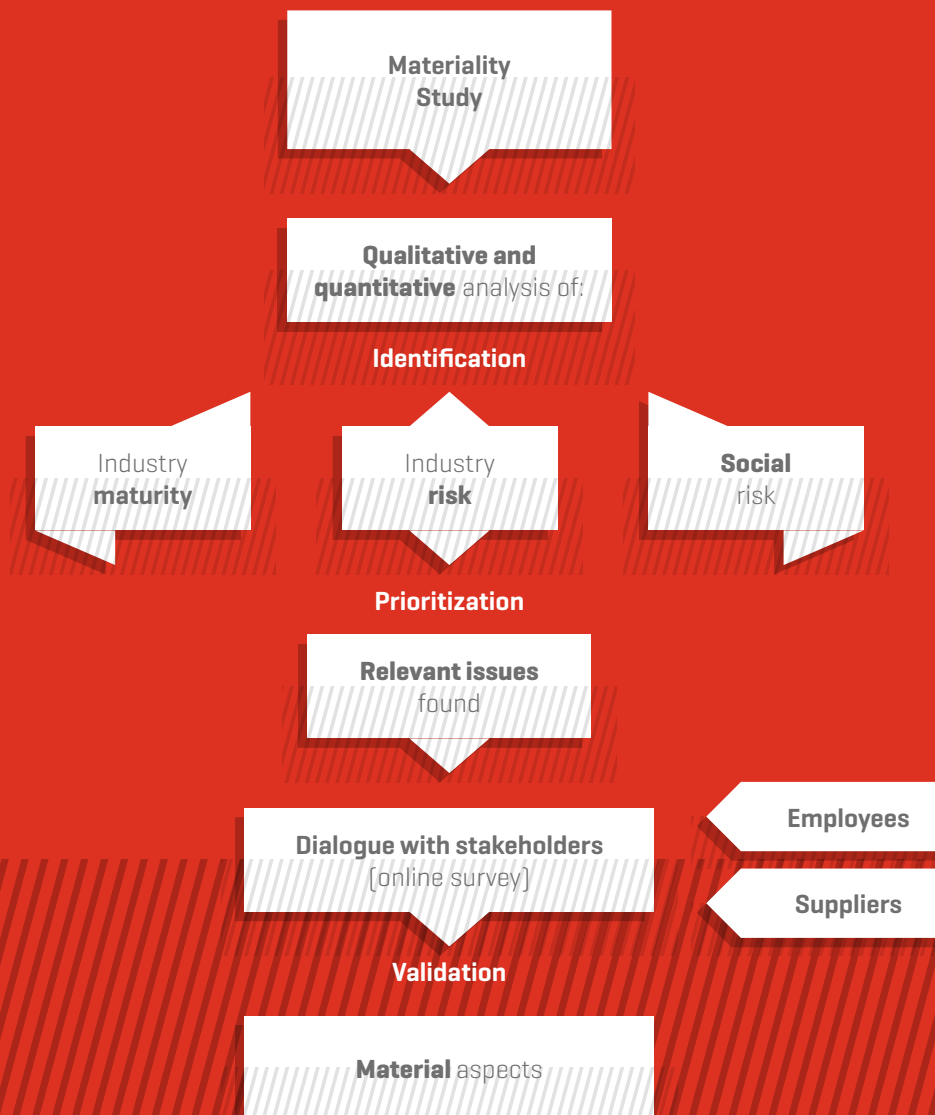 Materiality
Study
Qualitative and
quantitative analysis of:
Identification
Industry
maturity
Industry
risk
Social
risk
Prioritization
Relevant issues
found
Dialogue with stakeholders
(online survey)
Employees
Suppliers
Validation
Material aspects